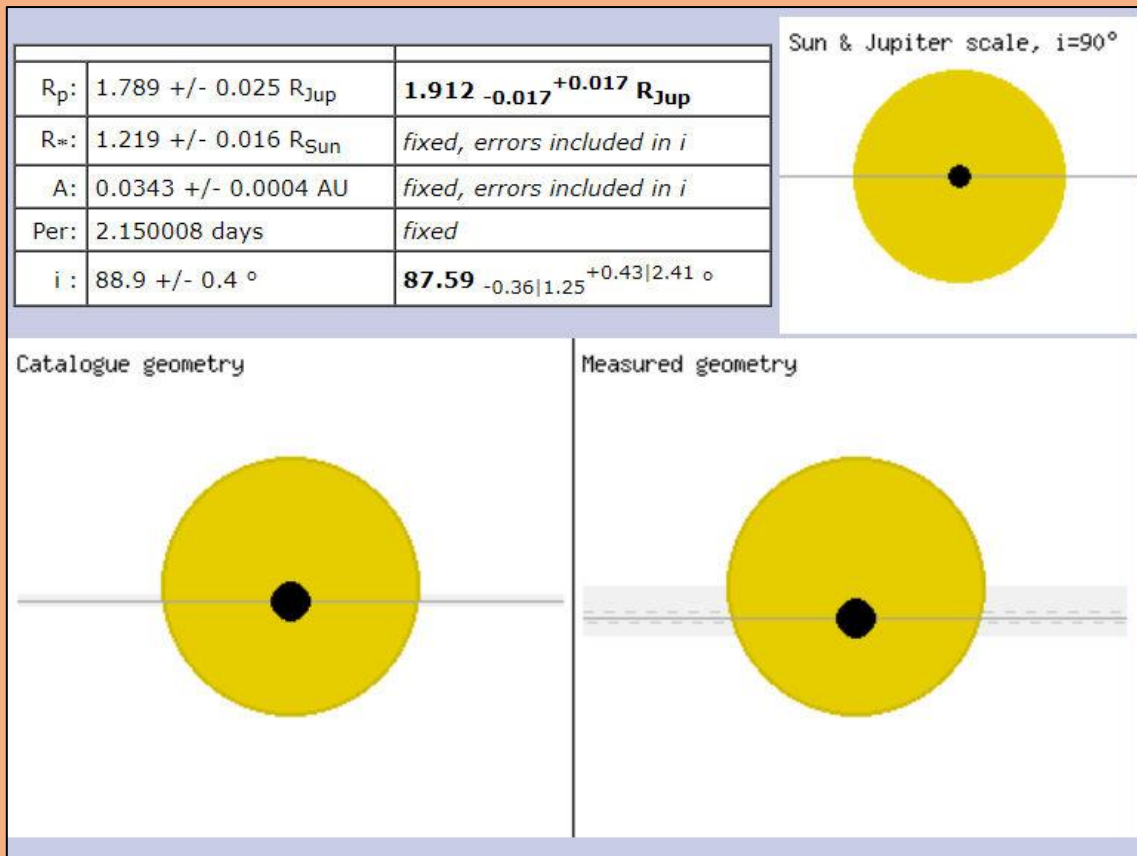 Sun & Jupiter scale, i=90°
Rp: 1.789 +/- 0.025 RJup 1.912 -0.017+0.017 RJup
R*: 1.219 +/- 0.016 RSun fixed, errors included in i
A: 0.0343 +/- 0.0004 AU fixed, errors included in i
Per: 2.150008 days fixed
i : 88.9 +/- 0.4 ° 87.59 -0.36|1.25+0.43|2.41 °
Catalogue geometry
Measured geometry